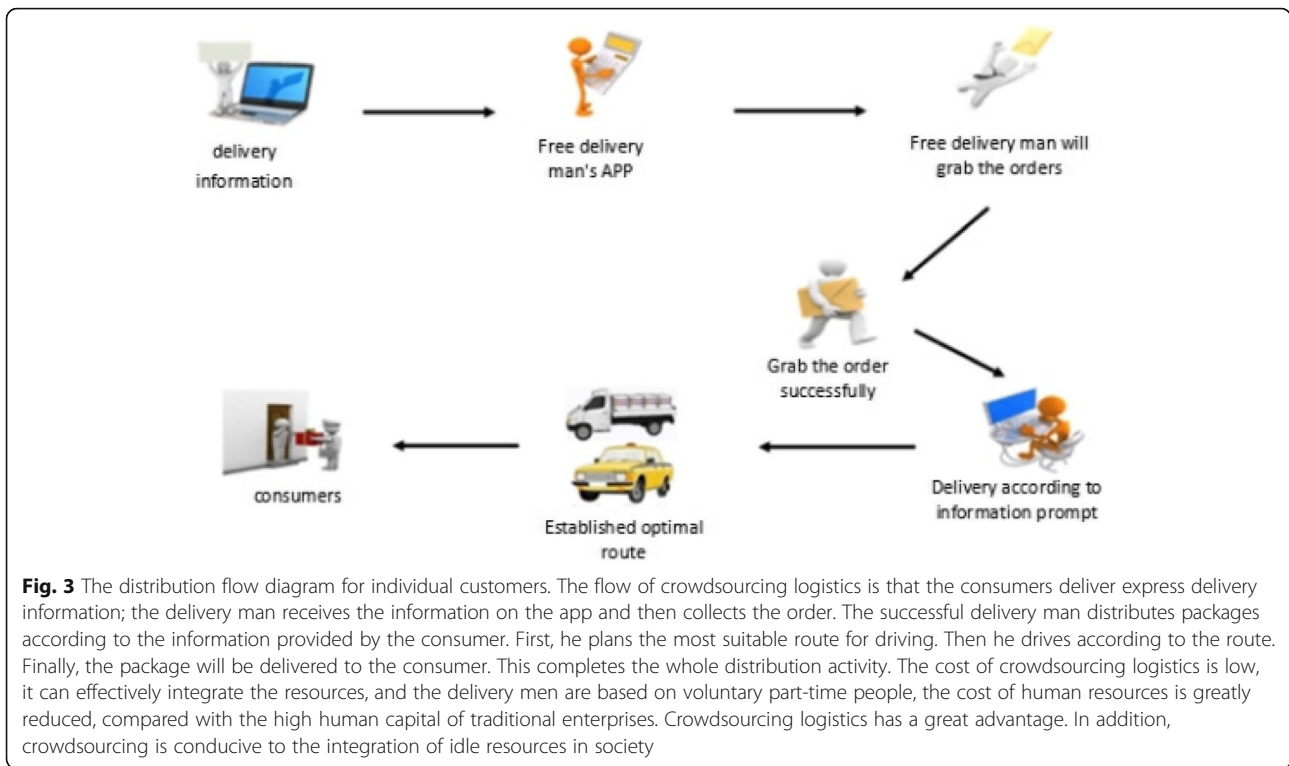 delivery
information
Free delivery
man's APP
Free delivery man will
grab the orders
Grab the order
successfully
Delivery according to
information prompt
Established optimal
route
consumers
Fig. 3 The distribution flow diagram for individual customers. The flow of crowdsourcing logistics is that the consumers deliver express delivery
information; the delivery man receives the information on the app and then collects the order. The successful delivery man distributes packages
according to the information provided by the consumer. First, he plans the most suitable route for driving. Then he drives according to the route.
Finally, the package will be delivered to the consumer. This completes the whole distribution activity. The cost of crowdsourcing logistics is low,
it can effectively integrate the resources, and the delivery men are based on voluntary part-time people, the cost of human resources is greatly
reduced, compared with the high human capital of traditional enterprises. Crowdsourcing logistics has a great advantage. In addition,
crowdsourcing is conducive to the integration of idle resources in society